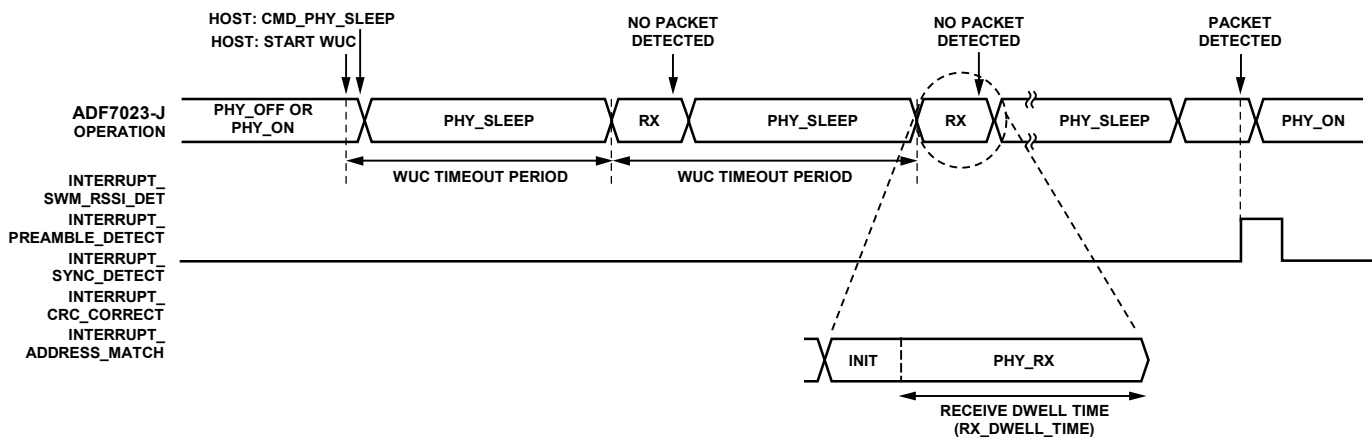 HOST: CMD_PHY_SLEEP
HOST: START WUC
NO PACKET
DETECTED
NO PACKET
DETECTED
PACKET
DETECTED
ADF7023-J
OPERATION
PHY_OFF OR
PHY_ON
PHY_SLEEP
RX
PHY_SLEEP
RX
PHY_SLEEP
PHY_ON
WUC TIMEOUT PERIOD
WUC TIMEOUT PERIOD
INTERRUPT_
SWM_RSSI_DET
INTERRUPT_
PREAMBLE_DETECT
INTERRUPT_
SYNC_DETECT
INTERRUPT_
CRC_CORRECT
INTERRUPT_
ADDRESS_MATCH
INIT
PHY_RX
RECEIVE DWELL TIME
(RX_DWELL_TIME)